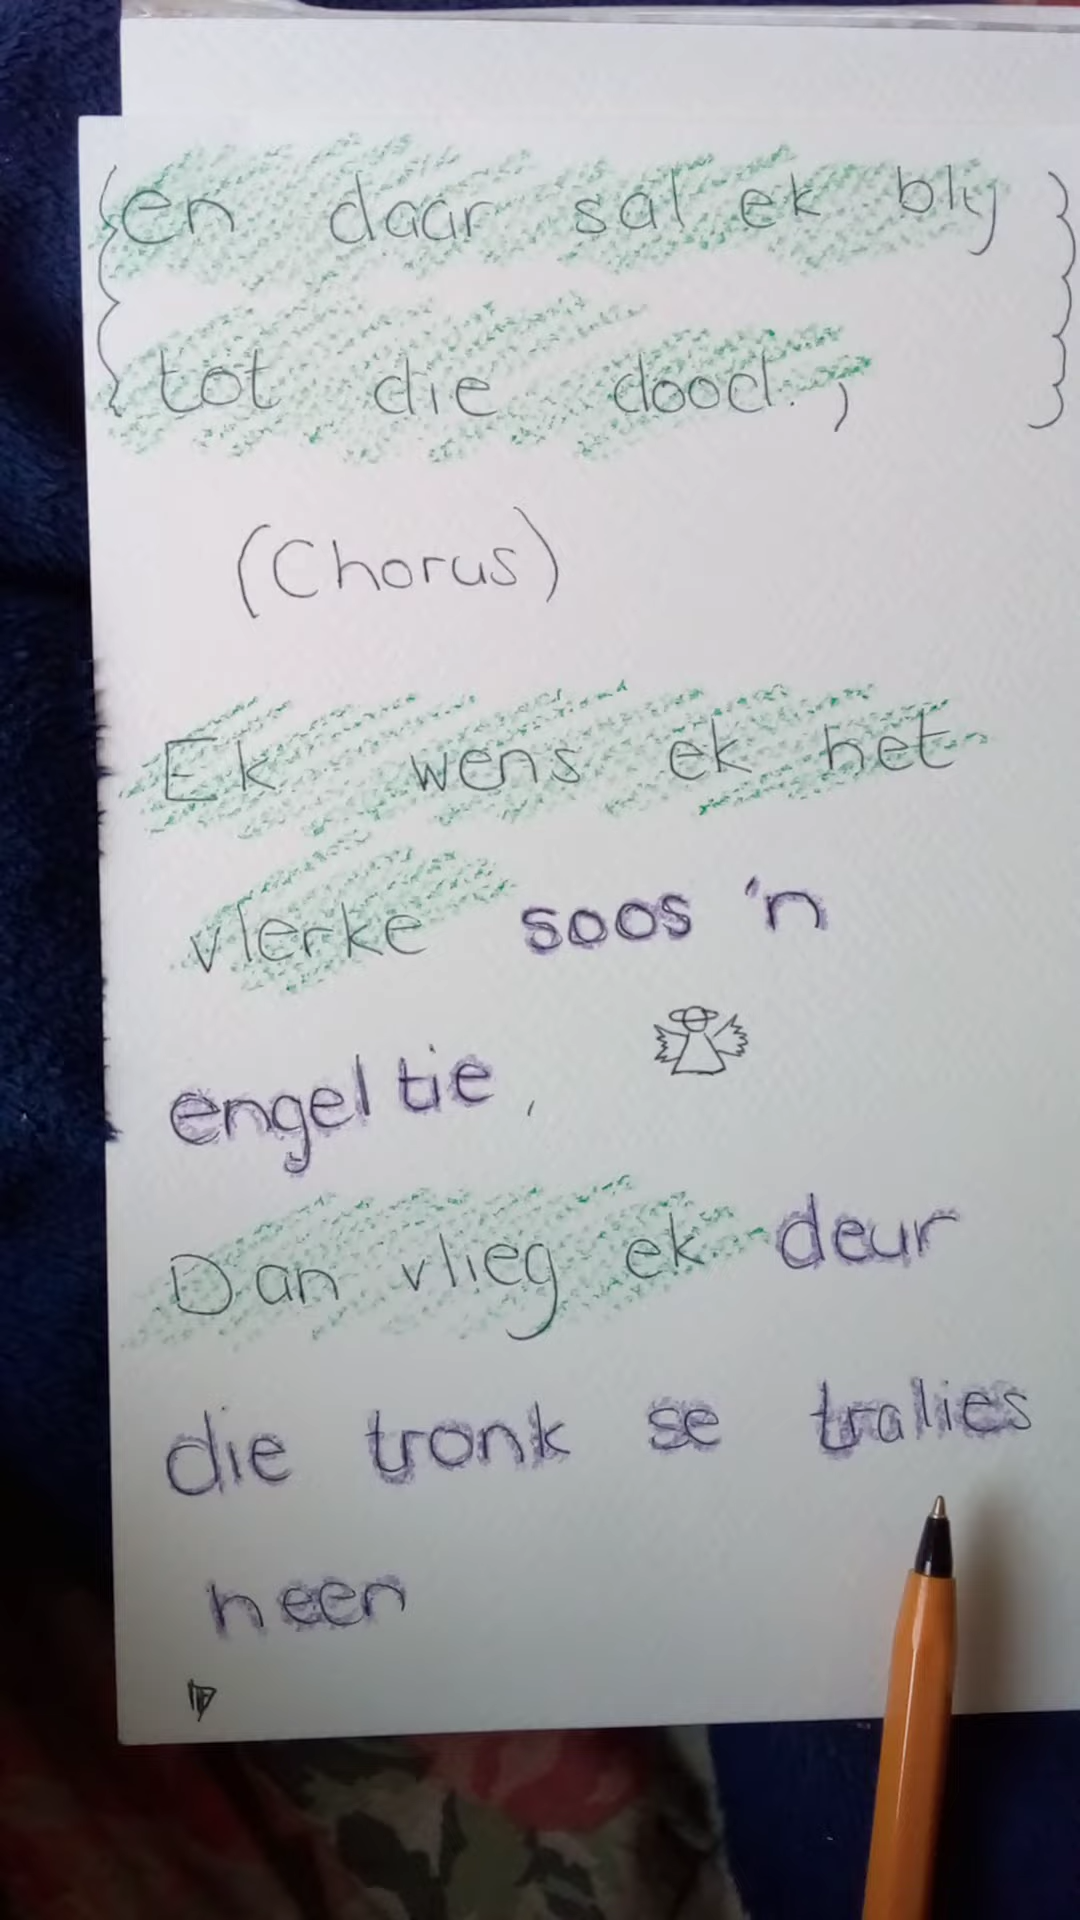 {en daar sal ek bly}
tot die dood.,
(Chorus)
Ek wens ek het
vlerke soos 'n
engeltie,
Dan vlieg ek deur
die tronk se tralies
heen